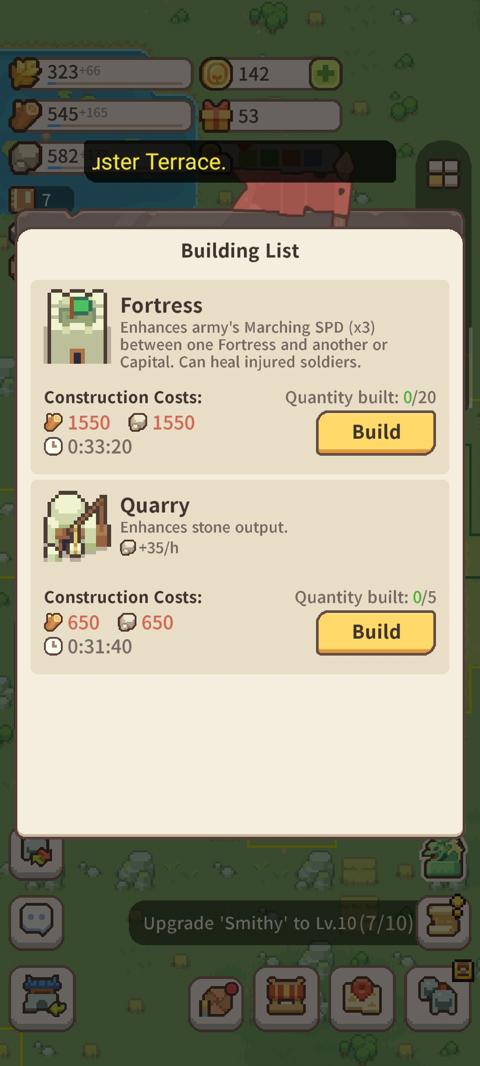 323+66
142
545+165
53
582
uster Terrace.
7
Building List
Fortress
Enhances army's Marching SPD (x3)
between one Fortress and another or
Capital. Can heal injured soldiers.
Construction Costs:
Quantity built: 0/20
1550 1550
Build
0:33:20
Quarry
Enhances stone output.
+35/h
Construction Costs:
Quantity built: 0/5
650 650
Build
0:31:40
Upgrade 'Smithy' to Lv.10(7/10)